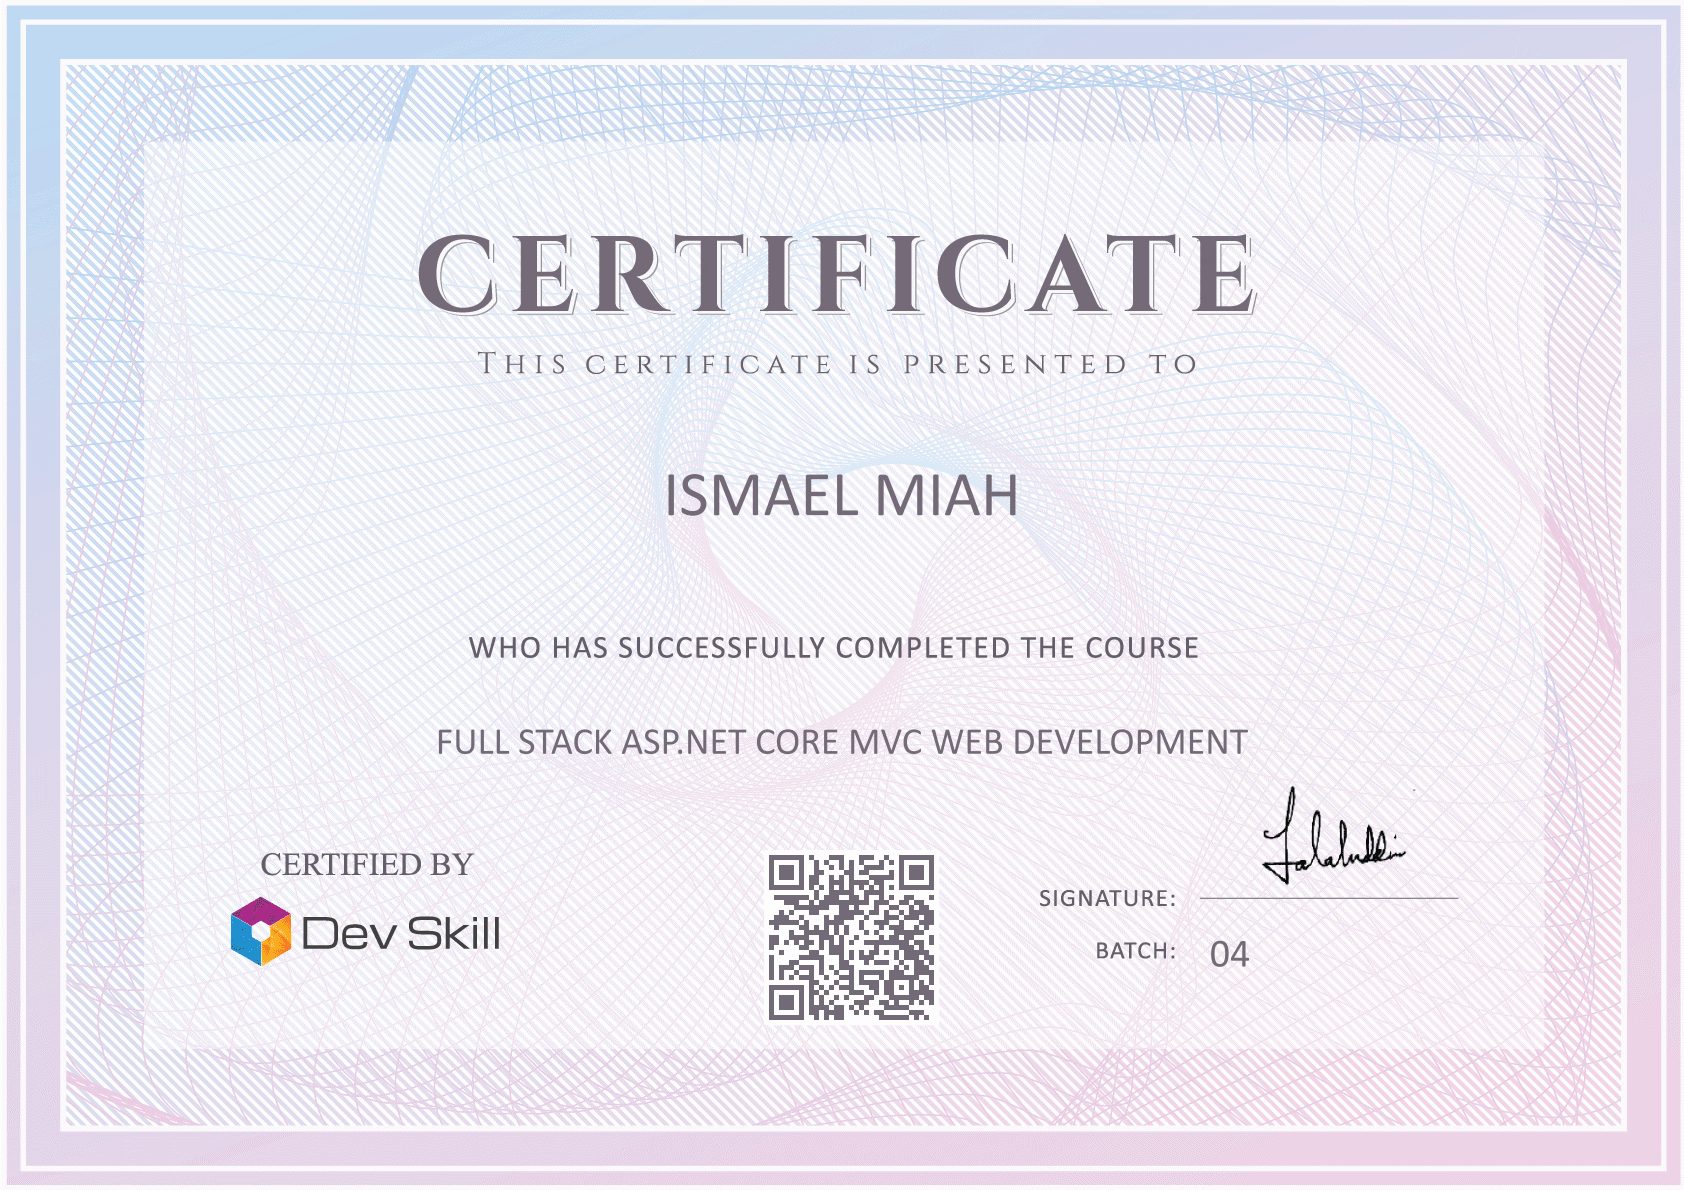 CERTIFICATE
THIS CERTIFICATE IS PRESENTED TO
ISMAEL MIAH
WHO HAS SUCCESSFULLY COMPLETED THE COURSE
FULL STACK ASP.NET CORE MVC WEB DEVELOPMENT
CERTIFIED BY
Dev Skill
SIGNATURE:
BATCH: 04